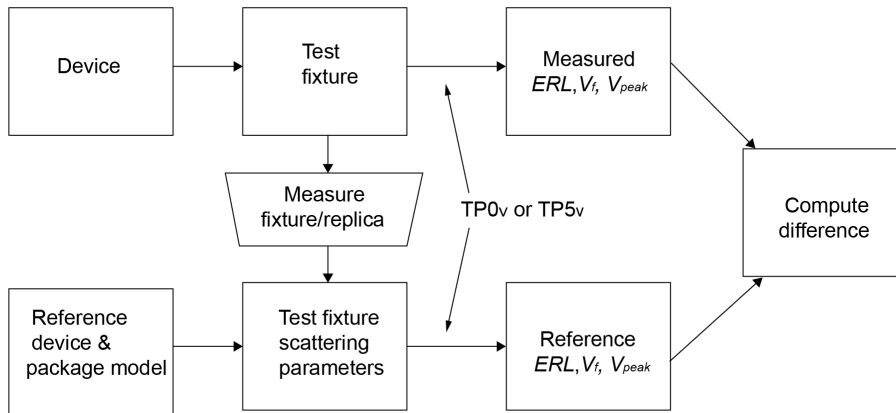 Device
Test
fixture
Measured
ERL,Vf, Vpeak
Measure
fixture/replica
TP0v or TP5v
Compute
difference
Reference
device &
package model
Test fixture
scattering
parameters
Reference
ERL,Vf, Vpeak